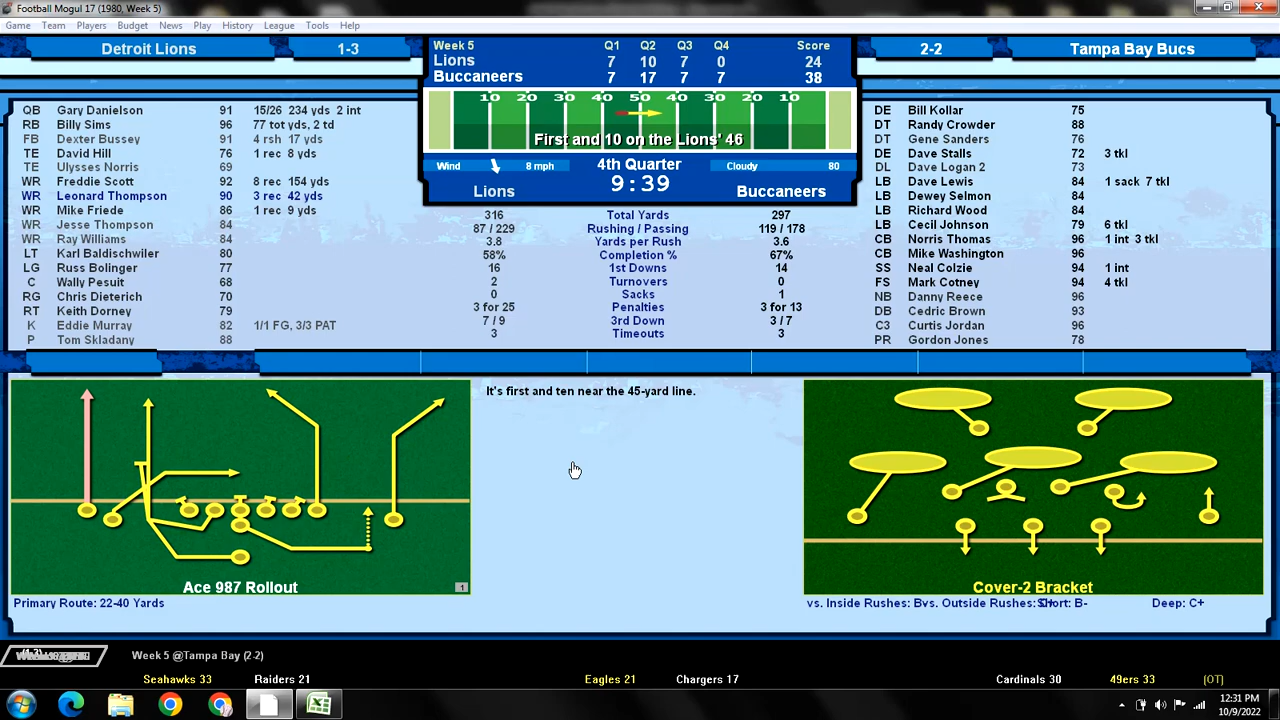 Football Mogul 17 (1980, Week 5)
Game Team Players Budget News Play History League Tools Help
Detroit Lions 1-3
Week 5 Q1 Q2 Q3 Q4 Score
Lions 7 10 7 0 24
Buccaneers 7 17 7 7 38
2-2 Tampa Bay Bucs
10 20 30 40 50 40 30 20 10
First and 10 on the Lions' 46
Wind 8 mph 4th Quarter Cloudy 80
Lions 9:39 Buccaneers
QB Gary Danielson 91 15/26 234 yds 2 int
RB Billy Sims 96 77 tot yds, 2 td
FB Dexter Bussey 91 4 rsh 17 yds
TE David Hill 76 1 rec 8 yds
TE Ulysses Norris 69
WR Freddie Scott 92 8 rec 154 yds
WR Leonard Thompson 90 3 rec 42 yds
WR Mike Friede 86 1 rec 9 yds
WR Jesse Thompson 84
WR Ray Williams 84
LT Karl Baldischwiler 80
LG Russ Bolinger 77
C Wally Pesuit 68
RG Chris Dieterich 70
RT Keith Dorney 79
K Eddie Murray 82 1/1 FG, 3/3 PAT
P Tom Skladany 88
316 Total Yards 297
87 / 229 Rushing / Passing 119 / 178
3.8 Yards per Rush 3.6
58% Completion % 67%
16 1st Downs 14
2 Turnovers 0
0 Sacks 1
3 for 25 Penalties 3 for 13
7 / 9 3rd Down 3 / 7
3 Timeouts 3
DE Bill Kollar 75
DT Randy Crowder 88
DT Gene Sanders 76
DE Dave Stalls 72 3 tkl
DL Dave Logan 2 73
LB Dave Lewis 84 1 sack 7 tkl
LB Dewey Selmon 84
LB Richard Wood 84
LB Cecil Johnson 79 6 tkl
CB Norris Thomas 96 1 int 3 tkl
CB Mike Washington 96
SS Neal Colzie 94 1 int
FS Mark Cotney 94 4 tkl
NB Danny Reece 96
DB Cedric Brown 93
C3 Curtis Jordan 96
PR Gordon Jones 78
Ace 987 Rollout
1
Primary Route: 22-40 Yards
It's first and ten near the 45-yard line.
Cover-2 Bracket
vs. Inside Rushes: B vs. Outside Rushes: Short: B- Deep: C+
Week 5 @Tampa Bay (2-2)
Seahawks 33 Raiders 21 Eagles 21 Chargers 17 Cardinals 30 49ers 33 (OT)
12:31 PM
10/9/2022